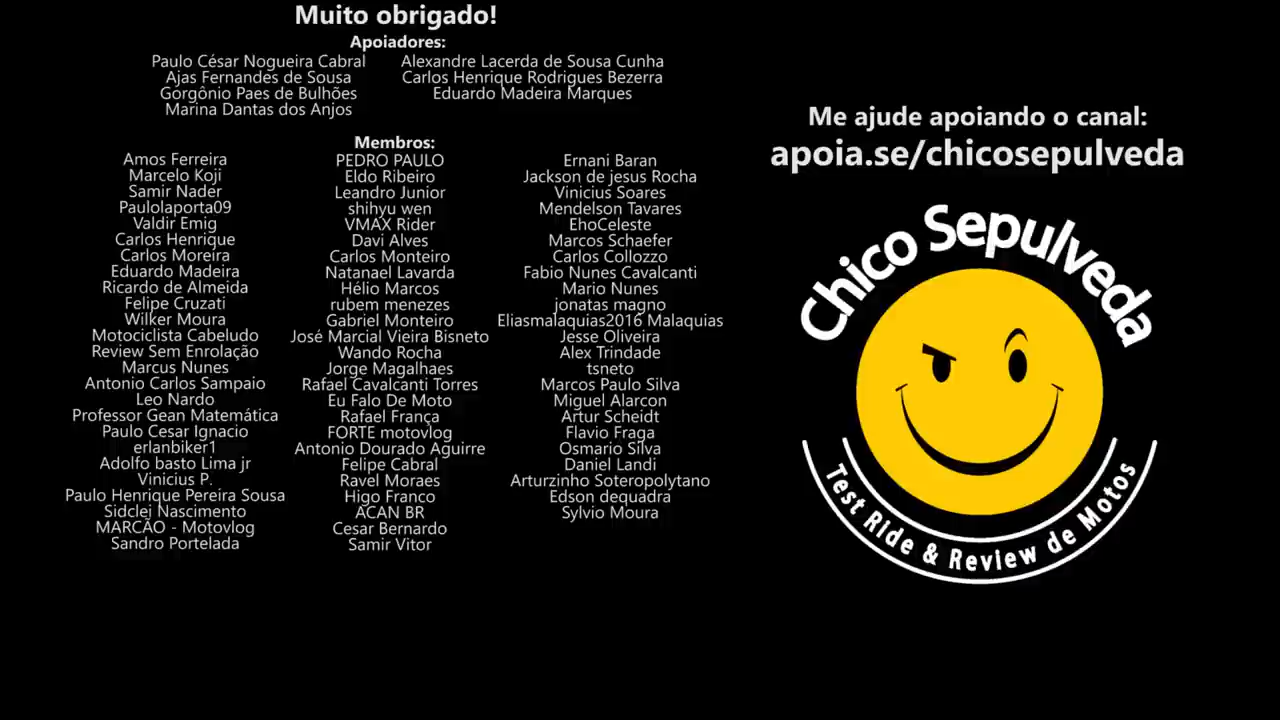 Muito obrigado!
Apoiadores:
Paulo César Nogueira Cabral
Ajas Fernandes de Sousa
Gorgônio Paes de Bulhões
Marina Dantas dos Anjos
Alexandre Lacerda de Sousa Cunha
Carlos Henrique Rodrigues Bezerra
Eduardo Madeira Marques
Membros:
Amos Ferreira
Marcelo Koji
Samir Nader
Paulolaporta09
Valdir Emig
Carlos Henrique
Carlos Moreira
Eduardo Madeira
Ricardo de Almeida
Felipe Cruzati
Wilker Moura
Motociclista Cabeludo
Review Sem Enrolação
Marcus Nunes
Antonio Carlos Sampaio
Leo Nardo
Professor Gean Matemática
Paulo Cesar Ignacio
erlanbiker1
Adolfo basto Lima jr
Vinicius P.
Paulo Henrique Pereira Sousa
Sidclei Nascimento
MARCÃO - Motovlog
Sandro Portelada
PEDRO PAULO
Eldo Ribeiro
Leandro Junior
shihyu wen
VMAX Rider
Davi Alves
Carlos Monteiro
Natanael Lavarda
Hélio Marcos
rubem menezes
Gabriel Monteiro
José Marcial Vieira Bisneto
Wando Rocha
Jorge Magalhaes
Rafael Cavalcanti Torres
Eu Falo De Moto
Rafael França
FORTE motovlog
Antonio Dourado Aguirre
Felipe Cabral
Ravel Moraes
Higo Franco
ACAN BR
Cesar Bernardo
Samir Vitor
Ernani Baran
Jackson de jesus Rocha
Vinicius Soares
Mendelson Tavares
EhoCeleste
Marcos Schaefer
Carlos Collozzo
Fabio Nunes Cavalcanti
Mario Nunes
jonatas magno
Eliasmalaquias2016 Malaquias
Jesse Oliveira
Alex Trindade
tsneto
Marcos Paulo Silva
Miguel Alarcon
Artur Scheidt
Flavio Fraga
Osmario Silva
Daniel Landi
Arturzinho Soteropolytano
Edson dequadra
Sylvio Moura
Me ajude apoiando o canal:
apoia.se/chicosepulveda
Chico Sepulveda
Test Ride & Review de Motos